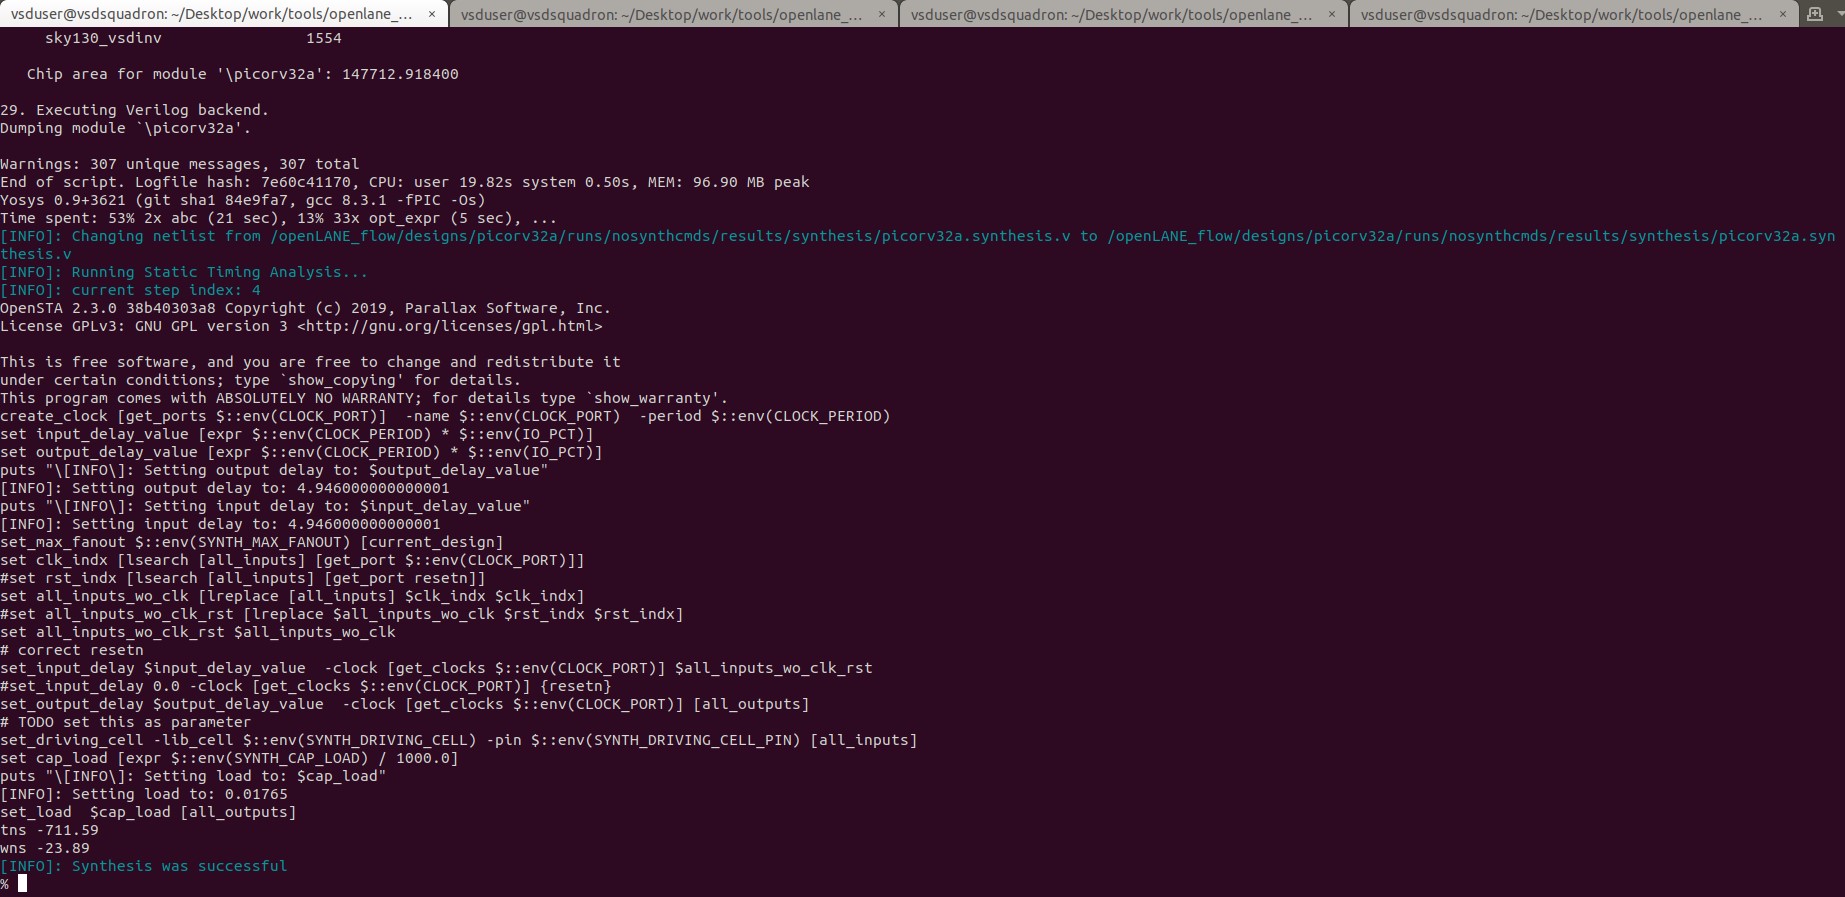 vsduser@vsdsquadron: ~/Desktop/work/tools/openlane_... × vsduser@vsdsquadron: ~/Desktop/work/tools/openlane_... × vsduser@vsdsquadron: ~/Desktop/work/tools/openlane_... × vsduser@vsdsquadron: ~/Desktop/work/tools/openlane_... ×
sky130_vsdinv 1554
Chip area for module '\picorv32a': 147712.918400
29. Executing Verilog backend.
Dumping module `\picorv32a'.
Warnings: 307 unique messages, 307 total
End of script. Logfile hash: 7e60c41170, CPU: user 19.82s system 0.50s, MEM: 96.90 MB peak
Yosys 0.9+3621 (git sha1 84e9fa7, gcc 8.3.1 -fPIC -Os)
Time spent: 53% 2x abc (21 sec), 13% 33x opt_expr (5 sec), ...
[INFO]: Changing netlist from /openLANE_flow/designs/picorv32a/runs/nosynthcmds/results/synthesis/picorv32a.synthesis.v to /openLANE_flow/designs/picorv32a/runs/nosynthcmds/results/synthesis/picorv32a.syn
thesis.v
[INFO]: Running Static Timing Analysis...
[INFO]: current step index: 4
OpenSTA 2.3.0 38b40303a8 Copyright (c) 2019, Parallax Software, Inc.
License GPLv3: GNU GPL version 3 <http://gnu.org/licenses/gpl.html>
This is free software, and you are free to change and redistribute it
under certain conditions; type `show_copying' for details.
This program comes with ABSOLUTELY NO WARRANTY; for details type `show_warranty'.
create_clock [get_ports $::env(CLOCK_PORT)]  -name $::env(CLOCK_PORT)  -period $::env(CLOCK_PERIOD)
set input_delay_value [expr $::env(CLOCK_PERIOD) * $::env(IO_PCT)]
set output_delay_value [expr $::env(CLOCK_PERIOD) * $::env(IO_PCT)]
puts "\[INFO\]: Setting output delay to: $output_delay_value"
[INFO]: Setting output delay to: 4.946000000000001
puts "\[INFO\]: Setting input delay to: $input_delay_value"
[INFO]: Setting input delay to: 4.946000000000001
set_max_fanout $::env(SYNTH_MAX_FANOUT) [current_design]
set clk_indx [lsearch [all_inputs] [get_port $::env(CLOCK_PORT)]]
#set rst_indx [lsearch [all_inputs] [get_port resetn]]
set all_inputs_wo_clk [lreplace [all_inputs] $clk_indx $clk_indx]
#set all_inputs_wo_clk_rst [lreplace $all_inputs_wo_clk $rst_indx $rst_indx]
set all_inputs_wo_clk_rst $all_inputs_wo_clk
# correct resetn
set_input_delay $input_delay_value  -clock [get_clocks $::env(CLOCK_PORT)] $all_inputs_wo_clk_rst
#set_input_delay 0.0 -clock [get_clocks $::env(CLOCK_PORT)] {resetn}
set_output_delay $output_delay_value  -clock [get_clocks $::env(CLOCK_PORT)] [all_outputs]
# TODO set this as parameter
set_driving_cell -lib_cell $::env(SYNTH_DRIVING_CELL) -pin $::env(SYNTH_DRIVING_CELL_PIN) [all_inputs]
set cap_load [expr $::env(SYNTH_CAP_LOAD) / 1000.0]
puts "\[INFO\]: Setting load to: $cap_load"
[INFO]: Setting load to: 0.01765
set_load  $cap_load [all_outputs]
tns -711.59
wns -23.89
[INFO]: Synthesis was successful
%